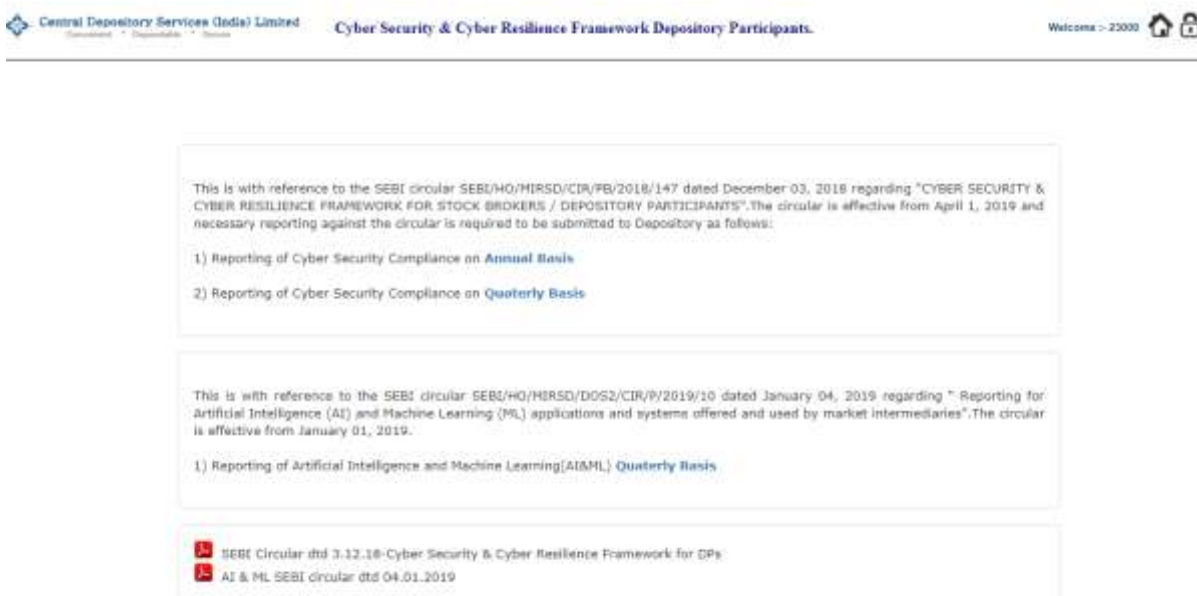 Central Depository Services (India) Limited
Convenient * Dependable * Secure
Cyber Security & Cyber Resilience Framework Depository Participants.
Welcome :- 23000
This is with reference to the SEBI circular SEBI/HO/MIRSD/CIR/PB/2018/147 dated December 03, 2018 regarding "CYBER SECURITY &
CYBER RESILIENCE FRAMEWORK FOR STOCK BROKERS / DEPOSITORY PARTICIPANTS".The circular is effective from April 1, 2019 and
necessary reporting against the circular is required to be submitted to Depository as follows:
1) Reporting of Cyber Security Compliance on Annual Basis
2) Reporting of Cyber Security Compliance on Quaterly Basis
This is with reference to the SEBI circular SEBI/HO/MIRSD/DOS2/CIR/P/2019/10 dated January 04, 2019 regarding " Reporting for
Artificial Intelligence (AI) and Machine Learning (ML) applications and systems offered and used by market intermediaries".The circular
is effective from January 01, 2019.
1) Reporting of Artificial Intelligence and Machine Learning(AI&ML) Quaterly Basis
SEBI Circular dtd 3.12.18-Cyber Security & Cyber Resilience Framework for DPs
AI & ML SEBI circular dtd 04.01.2019